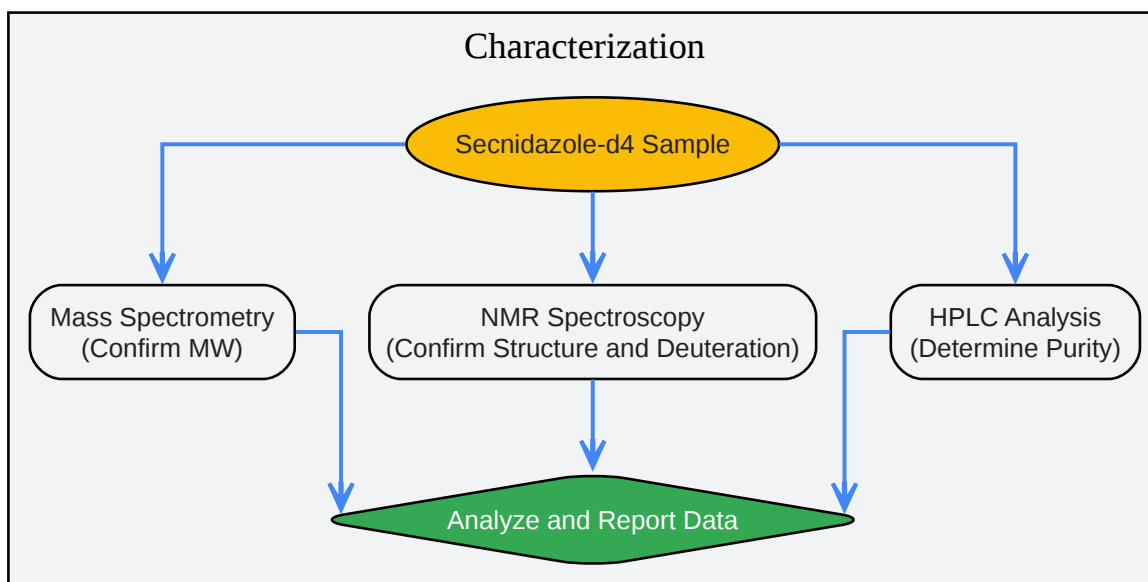 Characterization
Secnidazole-d4 Sample
Mass Spectrometry
(Confirm MW)
NMR Spectroscopy
(Confirm Structure and Deuteration)
HPLC Analysis
(Determine Purity)
Analyze and Report Data